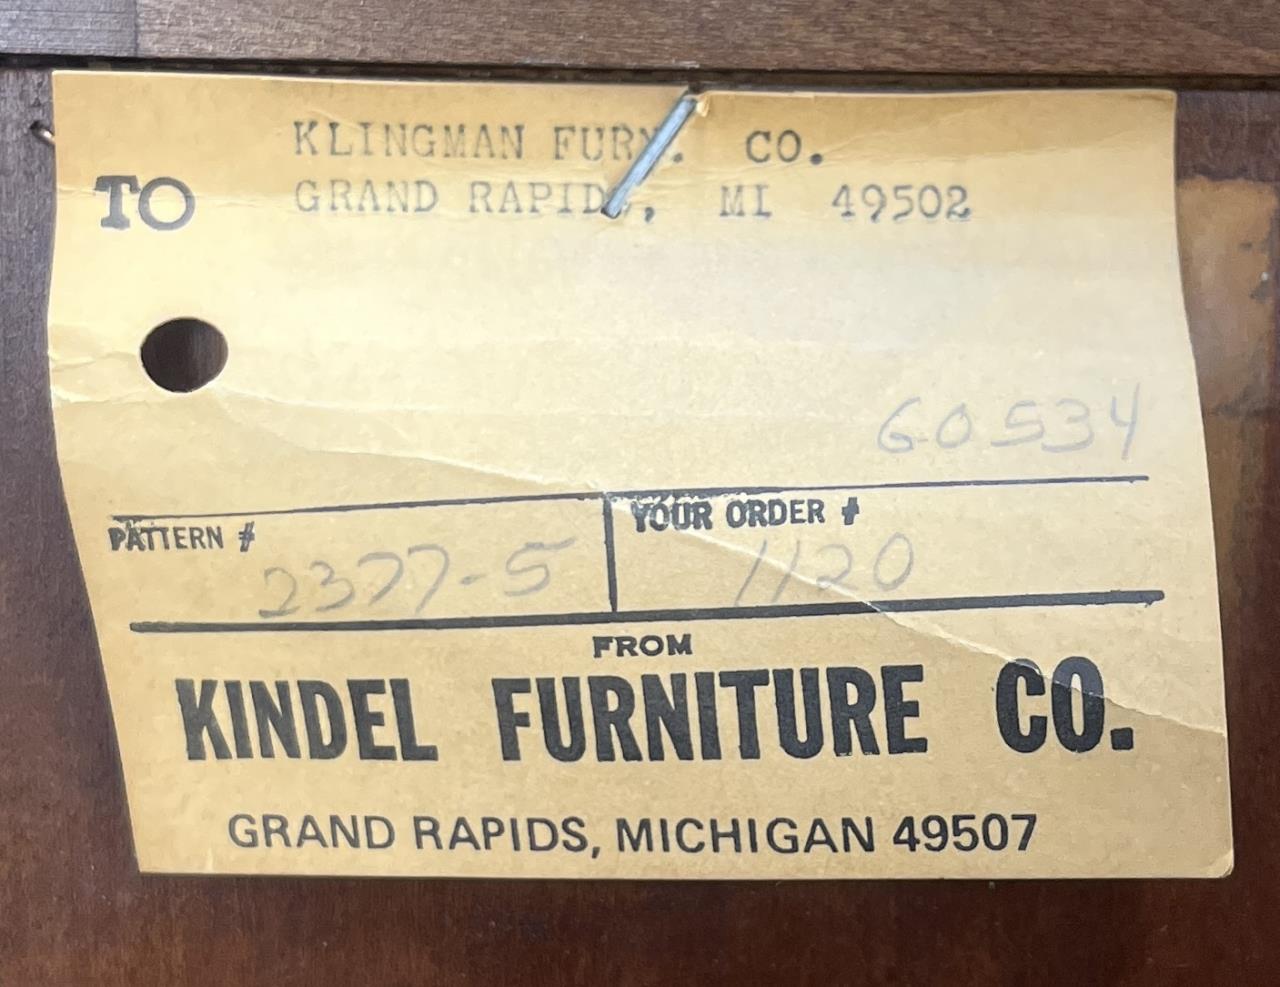 KLINGMAN FURN. CO.
TO GRAND RAPIDS, MI 49502
60534
PATTERN # YOUR ORDER #
2377-5 1120
FROM
KINDEL FURNITURE CO.
GRAND RAPIDS, MICHIGAN 49507